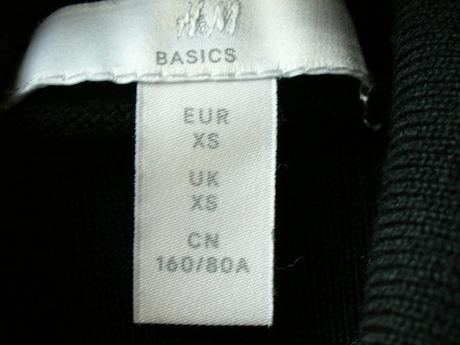 H&M
BASICS
EUR
XS
UK
XS
CN
160/80A